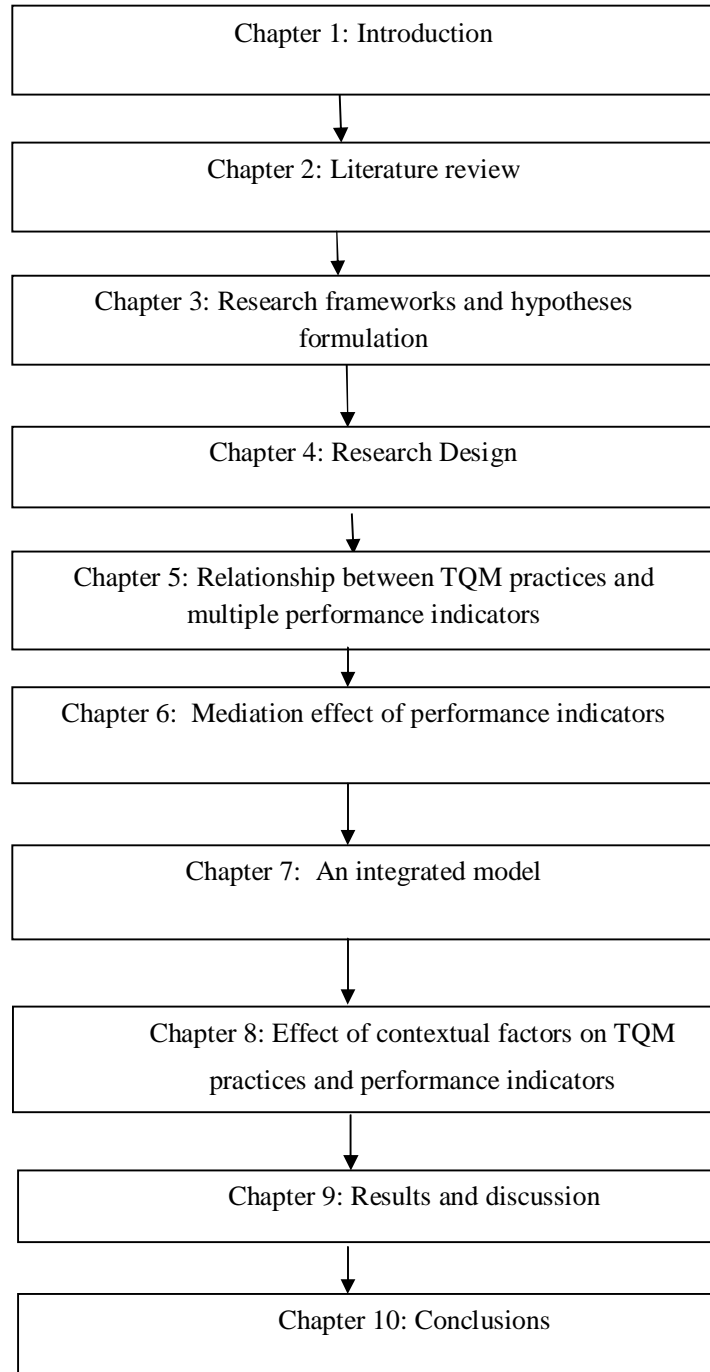 Chapter 1: Introduction
Chapter 2: Literature review
Chapter 3: Research frameworks and hypotheses
formulation
Chapter 4: Research Design
Chapter 5: Relationship between TQM practices and
multiple performance indicators
Chapter 6:  Mediation effect of performance indicators
Chapter 7:  An integrated model
Chapter 8: Effect of contextual factors on TQM
practices and performance indicators
Chapter 9: Results and discussion
Chapter 10: Conclusions